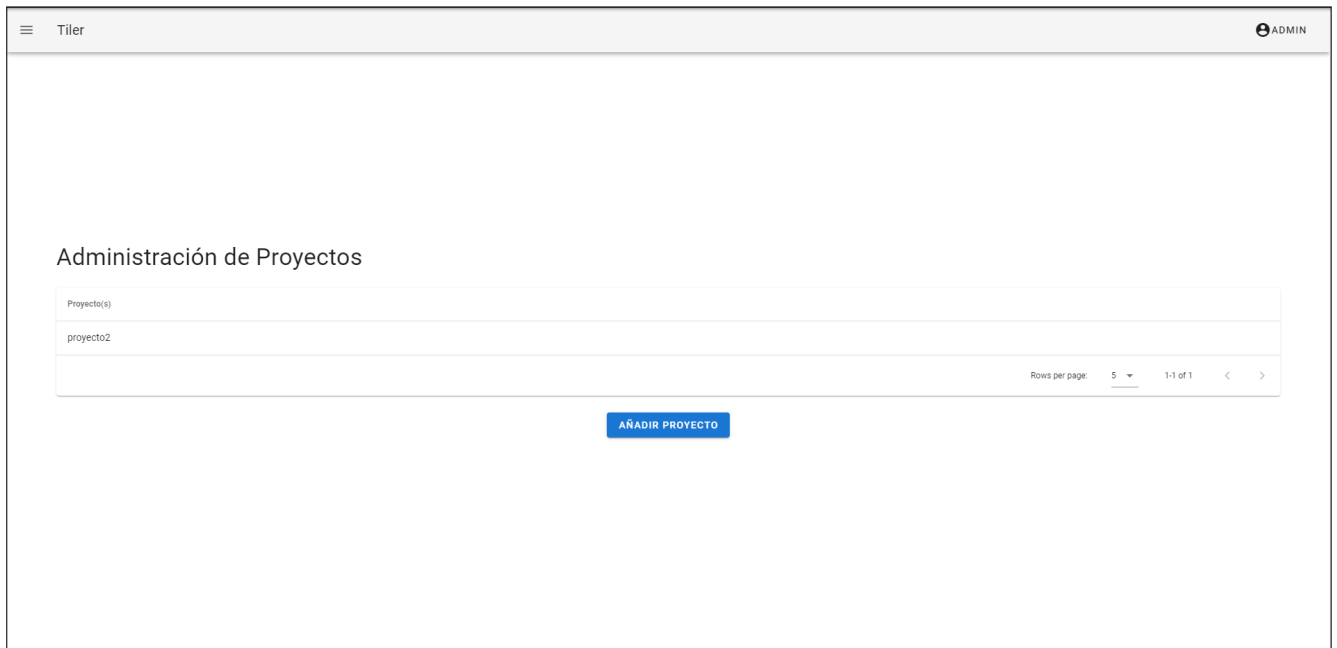 Tiler
ADMIN
Administración de Proyectos
Proyecto(s)
proyecto2
Rows per page: 5 1-1 of 1
AÑADIR PROYECTO